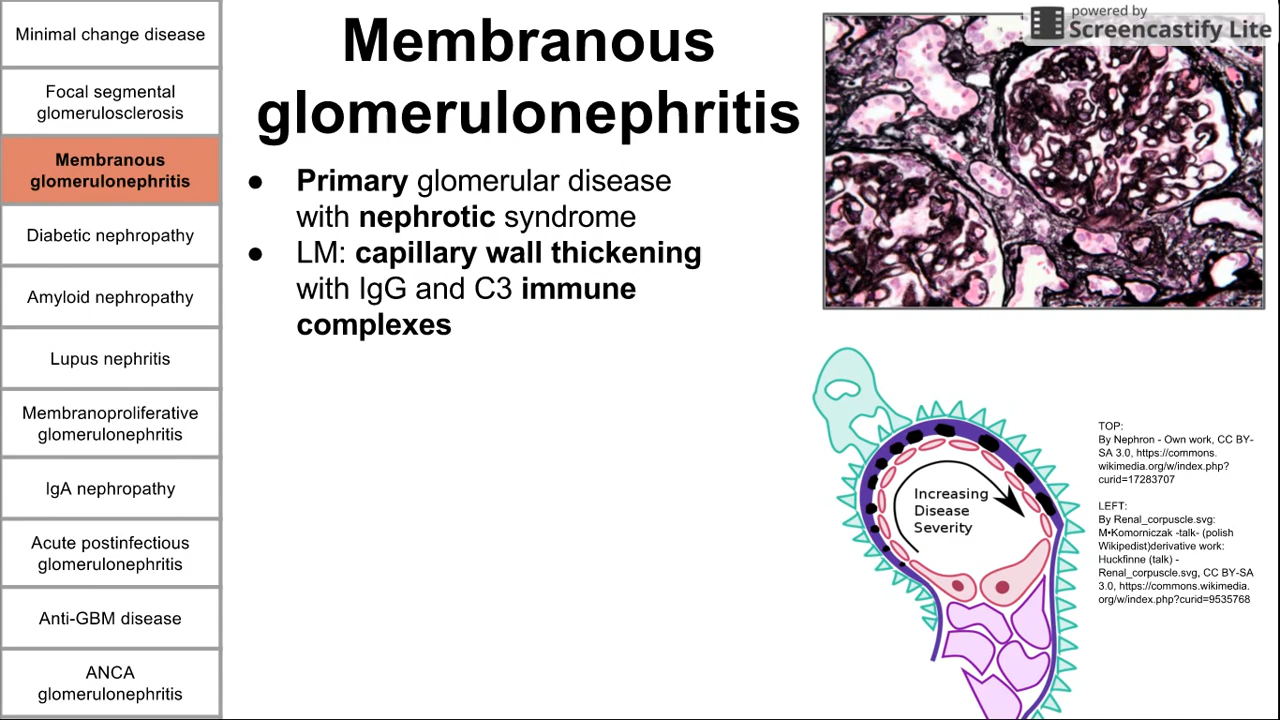 Minimal change disease
Focal segmental
glomerulosclerosis
Membranous
glomerulonephritis
Diabetic nephropathy
Amyloid nephropathy
Lupus nephritis
Membranoproliferative
glomerulonephritis
IgA nephropathy
Acute postinfectious
glomerulonephritis
Anti-GBM disease
ANCA
glomerulonephritis
Membranous
glomerulonephritis
● Primary glomerular disease
with nephrotic syndrome
● LM: capillary wall thickening
with IgG and C3 immune
complexes
powered by
Screencastify Lite
Increasing
Disease
Severity
TOP:
By Nephron - Own work, CC BY-
SA 3.0, https://commons.
wikimedia.org/w/index.php?
curid=17283707
LEFT:
By Renal_corpuscle.svg:
M•Komorniczak -talk- (polish
Wikipedist)derivative work:
Huckfinne (talk) -
Renal_corpuscle.svg, CC BY-SA
3.0, https://commons.wikimedia.
org/w/index.php?curid=9535768